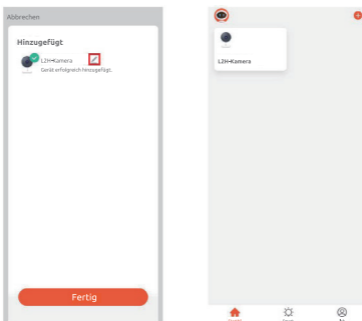 Abbrechen
Hinzugefügt
L2H-Kamera
Gerät erfolgreich hinzugefügt.
Fertig
L2H-Kamera